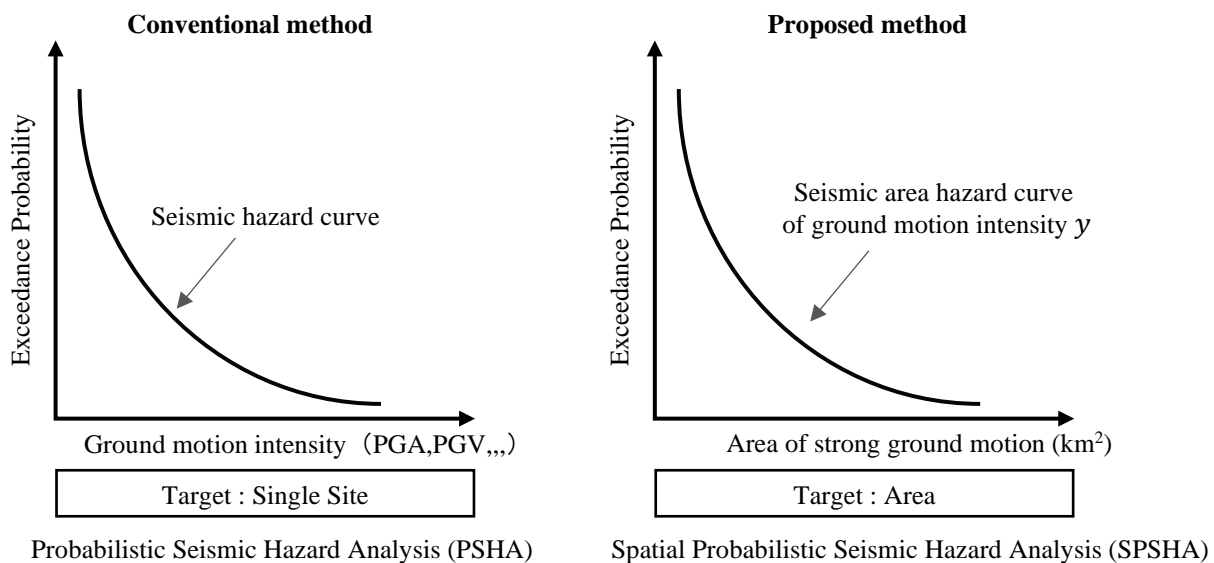 Conventional method
Exceedance Probability
Seismic hazard curve
Ground motion intensity（PGA,PGV,,,）
Target : Single Site
Probabilistic Seismic Hazard Analysis (PSHA)
Proposed method
Exceedance Probability
Seismic area hazard curve
of ground motion intensity y
Area of strong ground motion (km²)
Target : Area
Spatial Probabilistic Seismic Hazard Analysis (SPSHA)